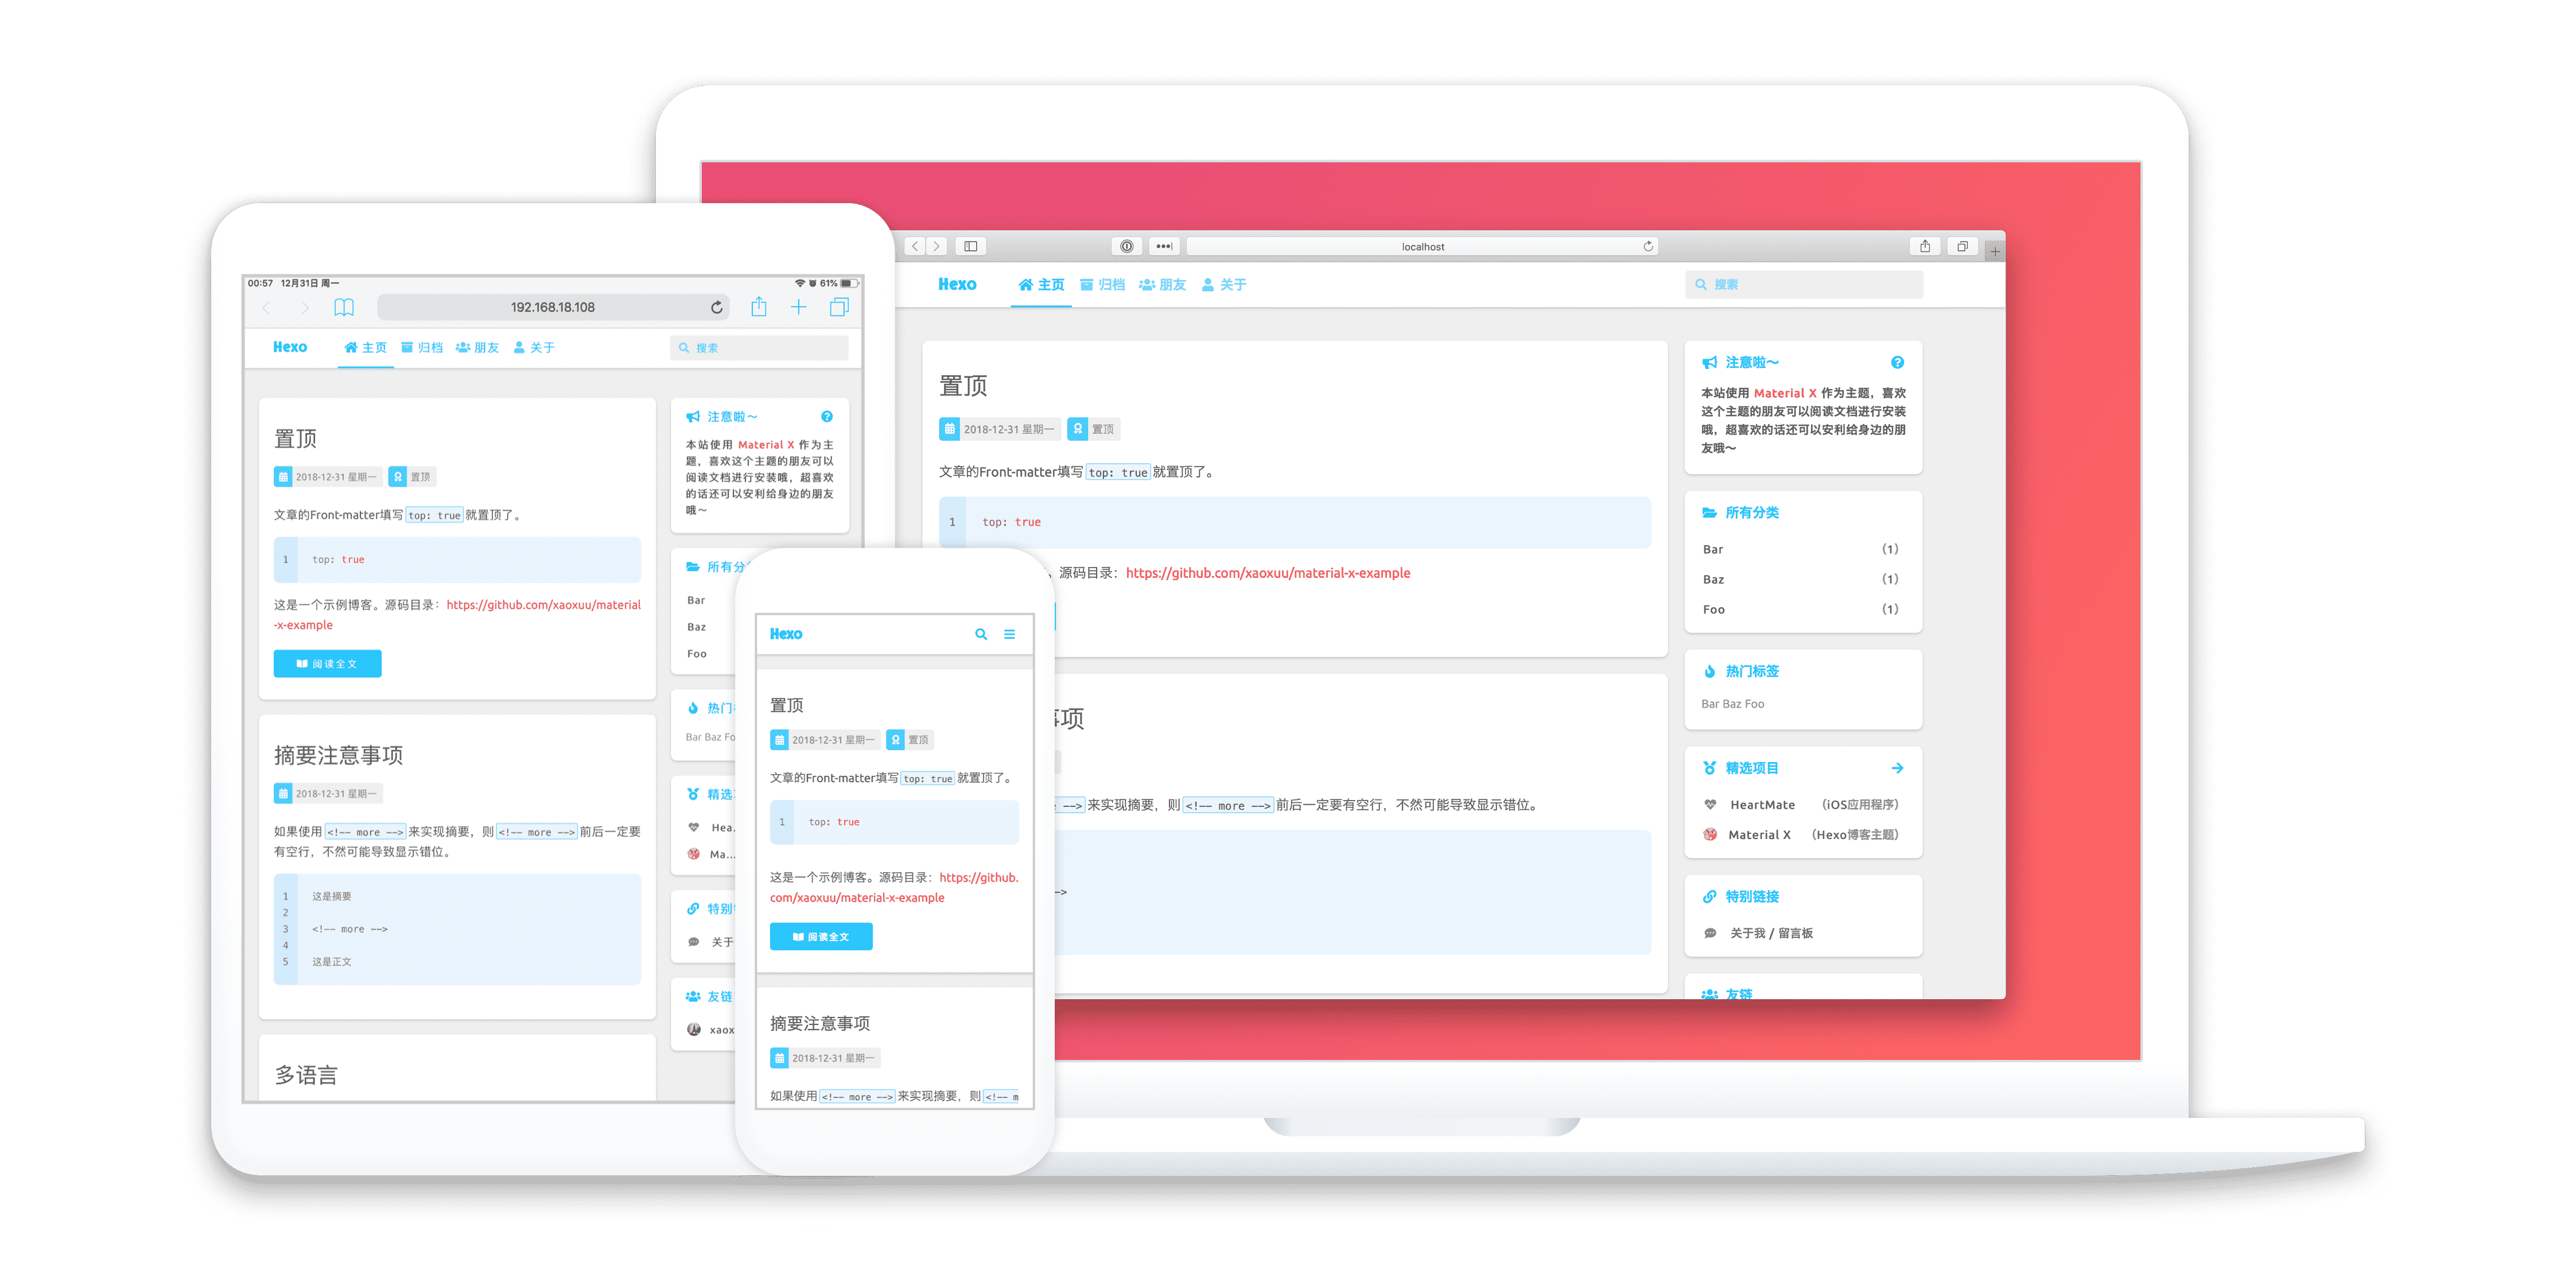 00:57 12月31日 周一
61%
192.168.18.108
Hexo
主页 归档 朋友 关于
搜索
置顶
2018-12-31 星期一 置顶
文章的Front-matter填写 top: true 就置顶了。
1 top: true
这是一个示例博客。源码目录：https://github.com/xaoxuu/material
-x-example
阅读全文
摘要注意事项
2018-12-31 星期一
如果使用 <!-- more --> 来实现摘要，则 <!-- more --> 前后一定要
有空行，不然可能导致显示错位。
1 这是摘要
2
3 <!-- more -->
4
5 这是正文
多语言
注意啦～
本站使用 Material X 作为主
题，喜欢这个主题的朋友可以
阅读文档进行安装哦，超喜欢
的话还可以安利给身边的朋友
哦～
所有分
Bar
Baz
Foo
热门
Bar Baz Fo
精选
Hea...
Ma...
特别
关于
友链
xaox
Hexo
置顶
2018-12-31 星期一 置顶
文章的Front-matter填写 top: true 就置顶了。
1 top: true
这是一个示例博客。源码目录：https://github.
com/xaoxuu/material-x-example
阅读全文
摘要注意事项
2018-12-31 星期一
如果使用 <!-- more --> 来实现摘要，则 <!-- m
localhost
Hexo
主页 归档 朋友 关于
搜索
置顶
2018-12-31 星期一 置顶
文章的Front-matter填写 top: true 就置顶了。
1 top: true
。源码目录：https://github.com/xaoxuu/material-x-example
事项
--> 来实现摘要，则 <!-- more --> 前后一定要有空行，不然可能导致显示错位。
->
注意啦～
本站使用 Material X 作为主题，喜欢
这个主题的朋友可以阅读文档进行安装
哦，超喜欢的话还可以安利给身边的朋
友哦～
所有分类
Bar （1）
Baz （1）
Foo （1）
热门标签
Bar Baz Foo
精选项目
HeartMate （iOS应用程序）
Material X （Hexo博客主题）
特别链接
关于我 / 留言板
友链